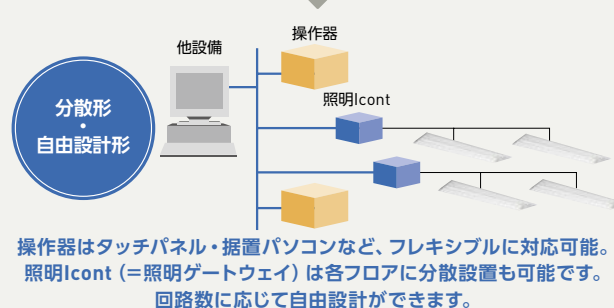 他設備
操作器
照明Icont
分散形
・
自由設計形
操作器はタッチパネル・据置パソコンなど、フレキシブルに対応可能。
照明Icont（=照明ゲートウェイ）は各フロアに分散設置も可能です。
回路数に応じて自由設計ができます。